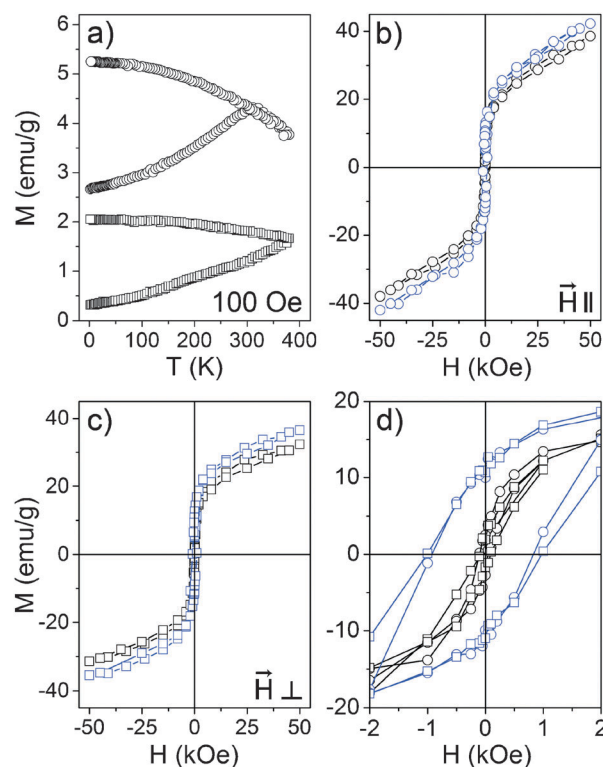 a)
M (emu/g)
6
5
4
3
2
1
0
0 100 200 300 400
T (K)
100 Oe
b)
40
20
0
-20
-40
-50 -25 0 25 50
H (kOe)
H⃗ ||
c)
M (emu/g)
40
20
0
-20
-40
-50 -25 0 25 50
H (kOe)
H⃗ ⊥
d)
20
10
0
-10
-20
-2 -1 0 1 2
H (kOe)